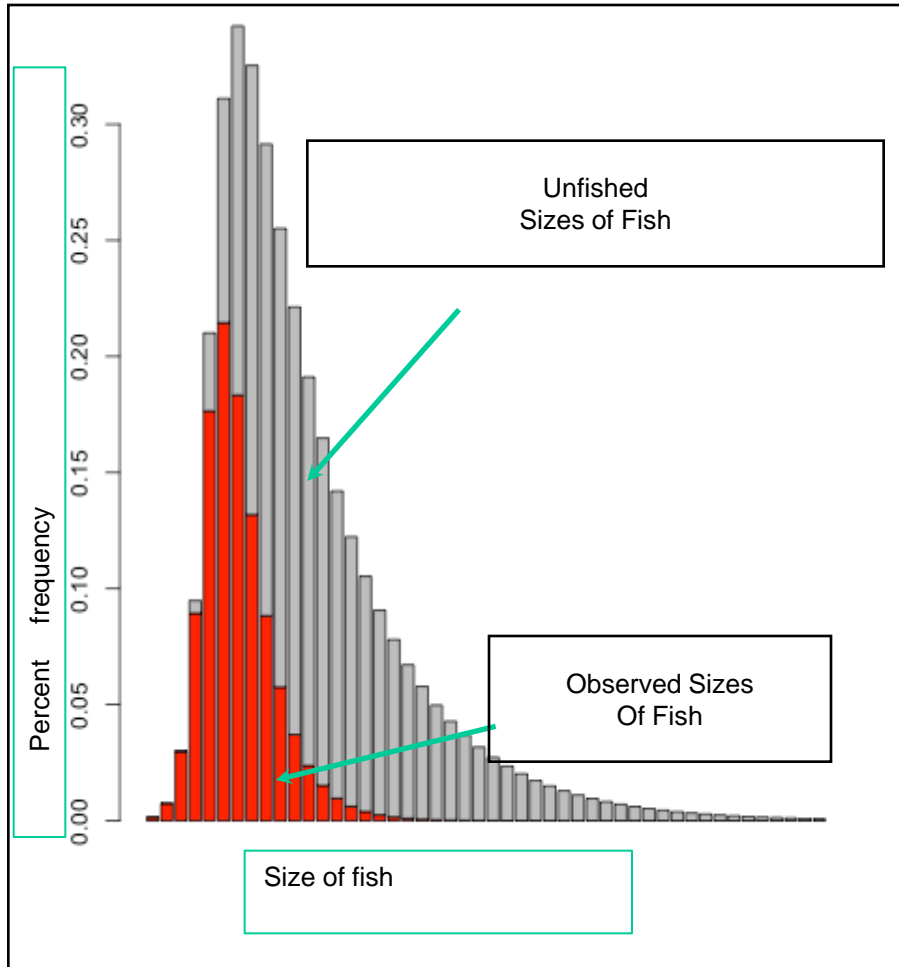 Percent frequency
0.30
0.25
0.20
0.15
0.10
0.05
0.00
Unfished
Sizes of Fish
Observed Sizes
Of Fish
Size of fish